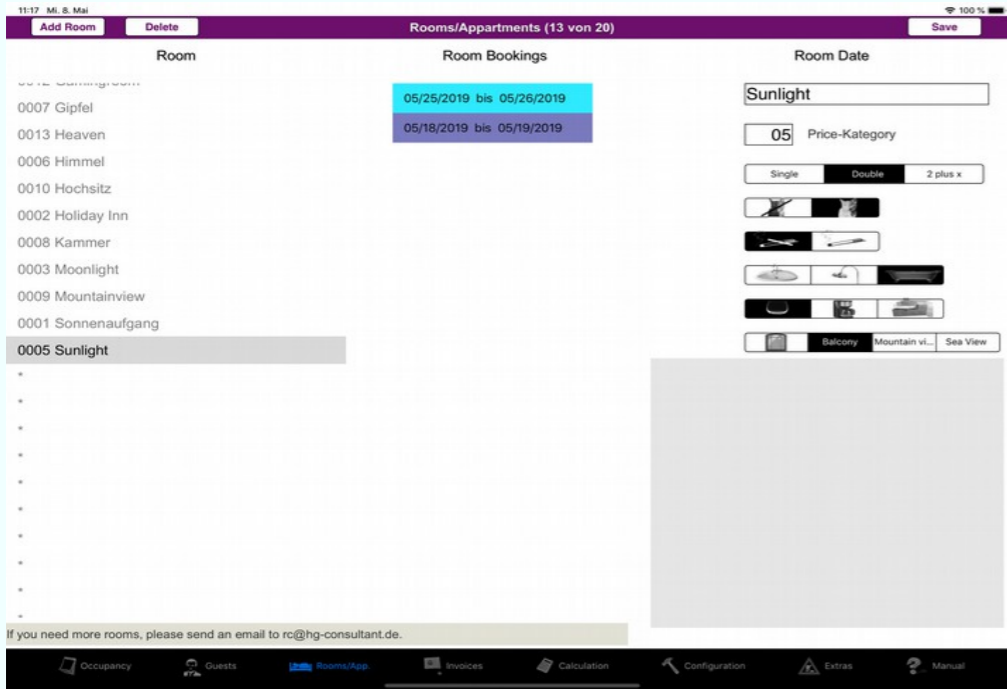 11:17 Mi. 8. Mai 100 %
Add Room Delete Rooms/Appartments (13 von 20) Save
Room Room Bookings Room Date
0012 Gamingroom
0007 Gipfel
0013 Heaven
0006 Himmel
0010 Hochsitz
0002 Holiday Inn
0008 Kammer
0003 Moonlight
0009 Mountainview
0001 Sonnenaufgang
0005 Sunlight
*
*
*
*
*
*
*
*
*
*
05/25/2019 bis 05/26/2019
05/18/2019 bis 05/19/2019
Sunlight
05 Price-Kategory
Single Double 2 plus x
Balcony Mountain vi... Sea View
If you need more rooms, please send an email to rc@hg-consultant.de.
Occupancy Guests Rooms/App. Invoices Calculation Configuration Extras Manual